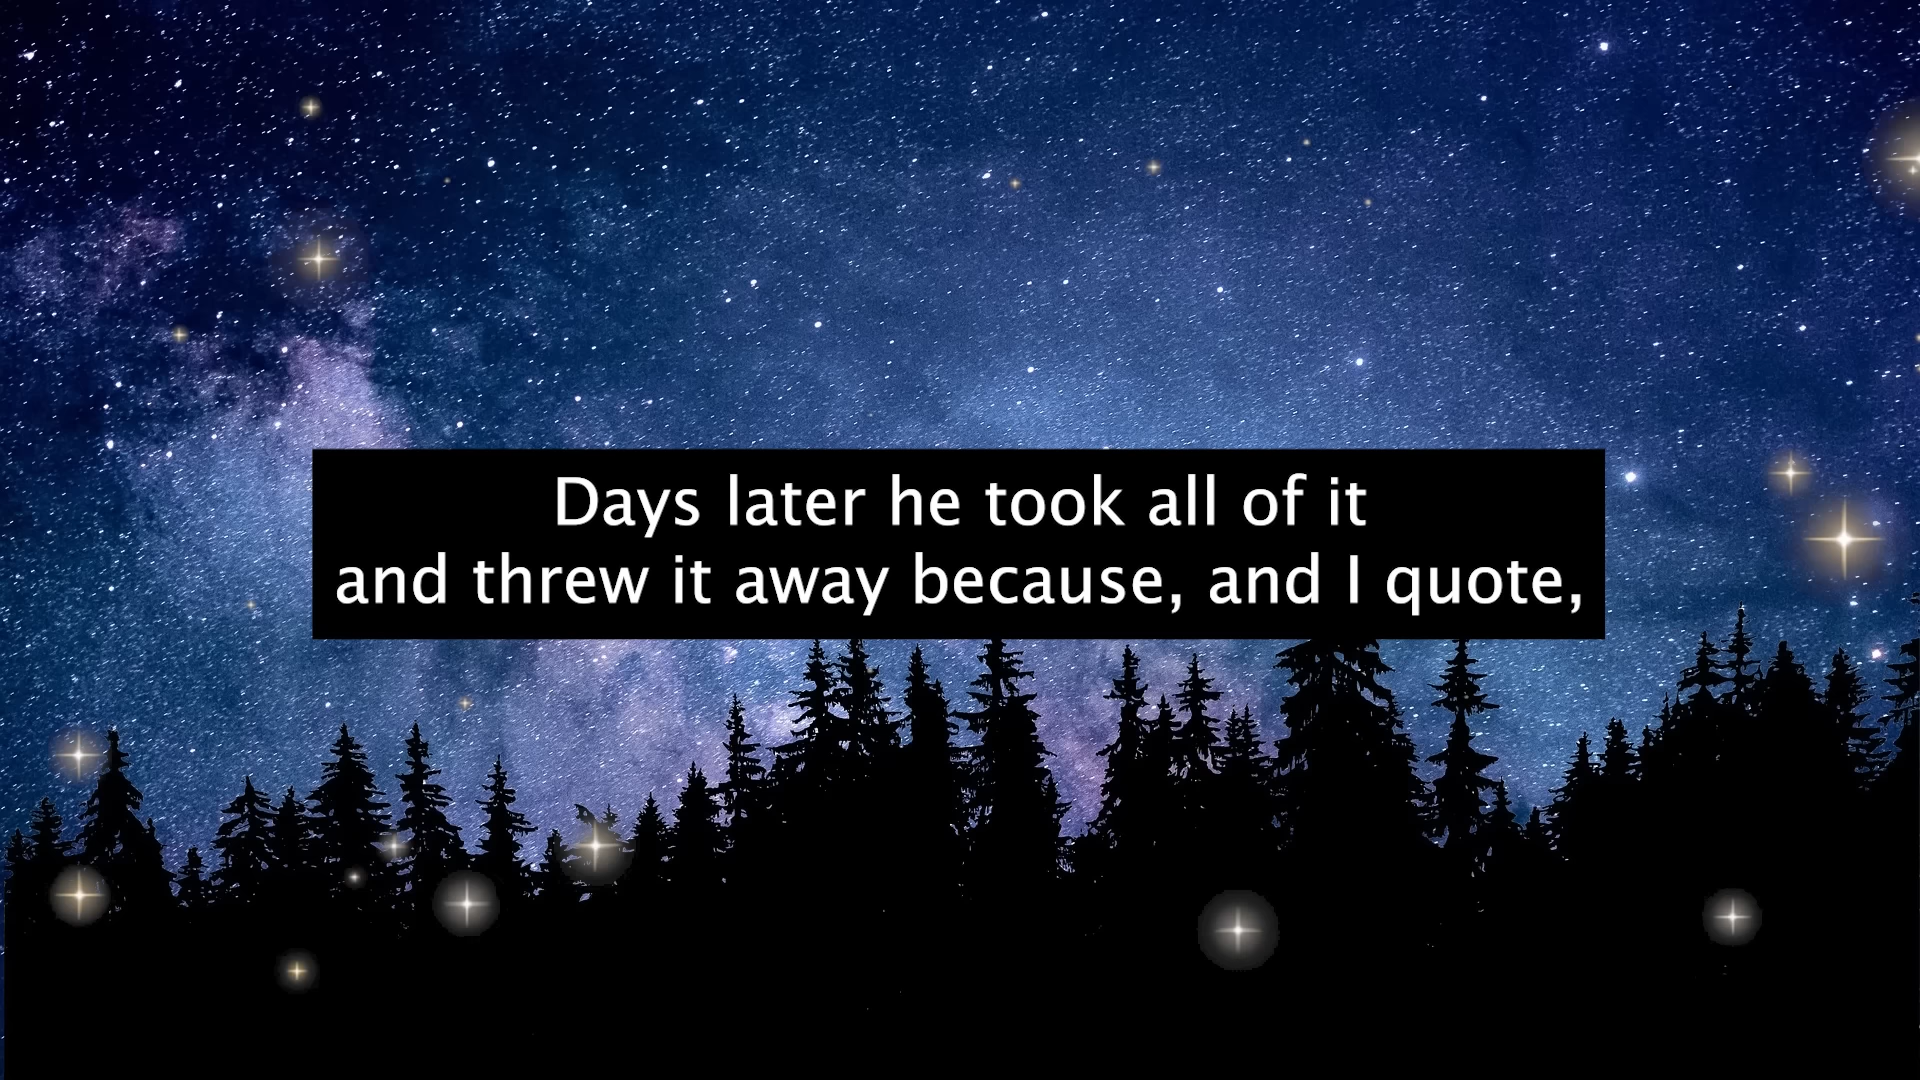 Days later he took all of it
and threw it away because, and I quote,